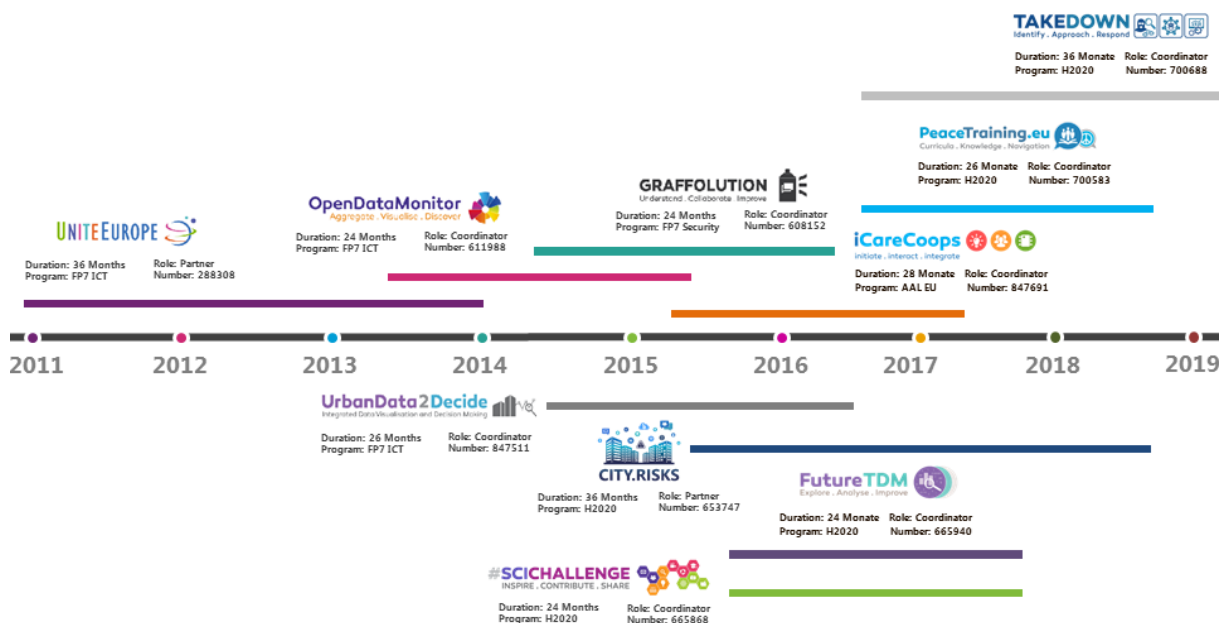 TAKEDOWN
Identify . Approach . Respond
Duration: 36 Monate Role: Coordinator
Program: H2020 Number: 700688
PeaceTraining.eu
Curricula . Knowledge . Navigation
Duration: 26 Monate Role: Coordinator
Program: H2020 Number: 700583
GRAFFOLUTION
Understand . Collaborate . Improve
Duration: 24 Months Role: Coordinator
Program: FP7 Security Number: 608152
OpenDataMonitor
Aggregate . Visualise . Discover
Duration: 24 Months Role: Coordinator
Program: FP7 ICT Number: 611988
UNITEEUROPE
Duration: 36 Months Role: Partner
Program: FP7 ICT Number: 288308
iCareCoops
initiate . interact . integrate
Duration: 28 Monate Role: Coordinator
Program: AAL EU Number: 847691
2011 2012 2013 2014 2015 2016 2017 2018 2019
UrbanData2Decide
Integrated Data Visualisation and Decision Making
Duration: 26 Months Role: Coordinator
Program: FP7 ICT Number: 847511
CITY.RISKS
Duration: 36 Months Role: Partner
Program: H2020 Number: 653747
FutureTDM
Explore . Analyse . Improve
Duration: 24 Monate Role: Coordinator
Program: H2020 Number: 665940
#SCICHALLENGE
INSPIRE . CONTRIBUTE . SHARE
Duration: 24 Months Role: Coordinator
Program: H2020 Number: 665868